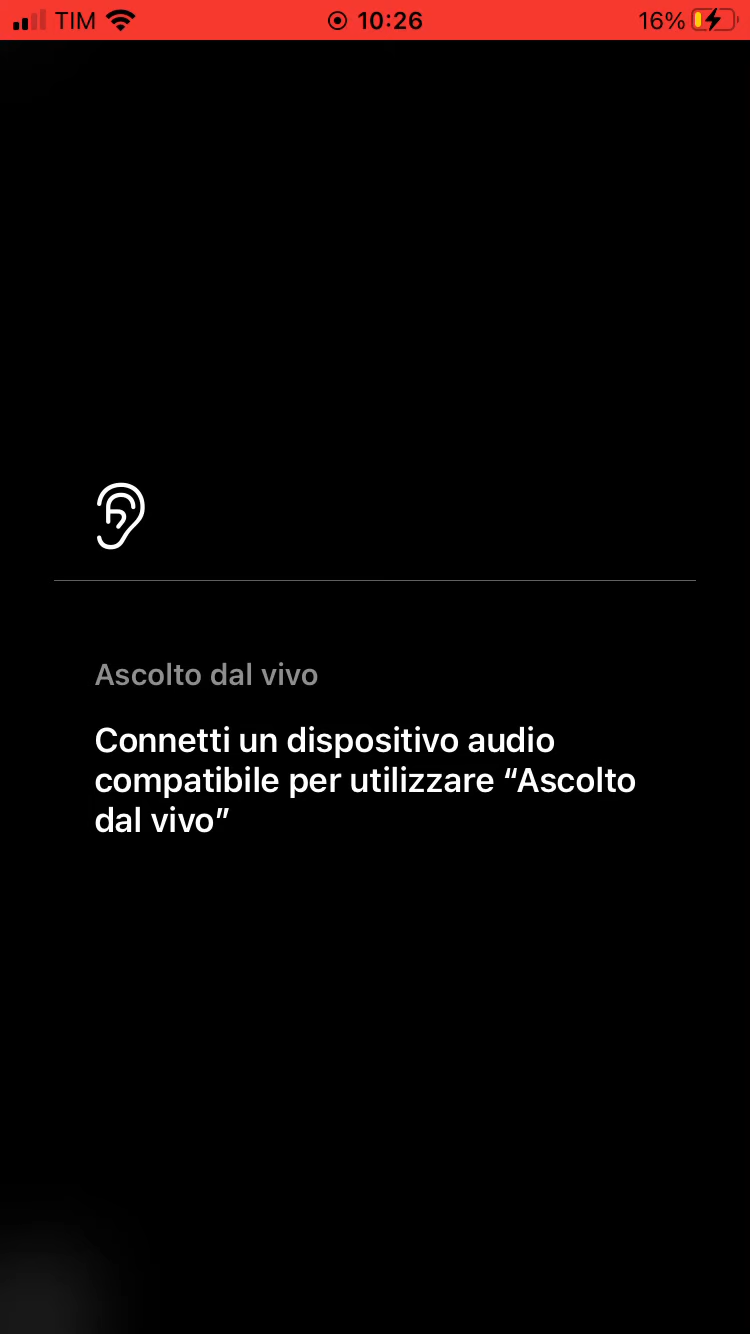 TIM 10:26 16%
Ascolto dal vivo
Connetti un dispositivo audio
compatibile per utilizzare “Ascolto
dal vivo”